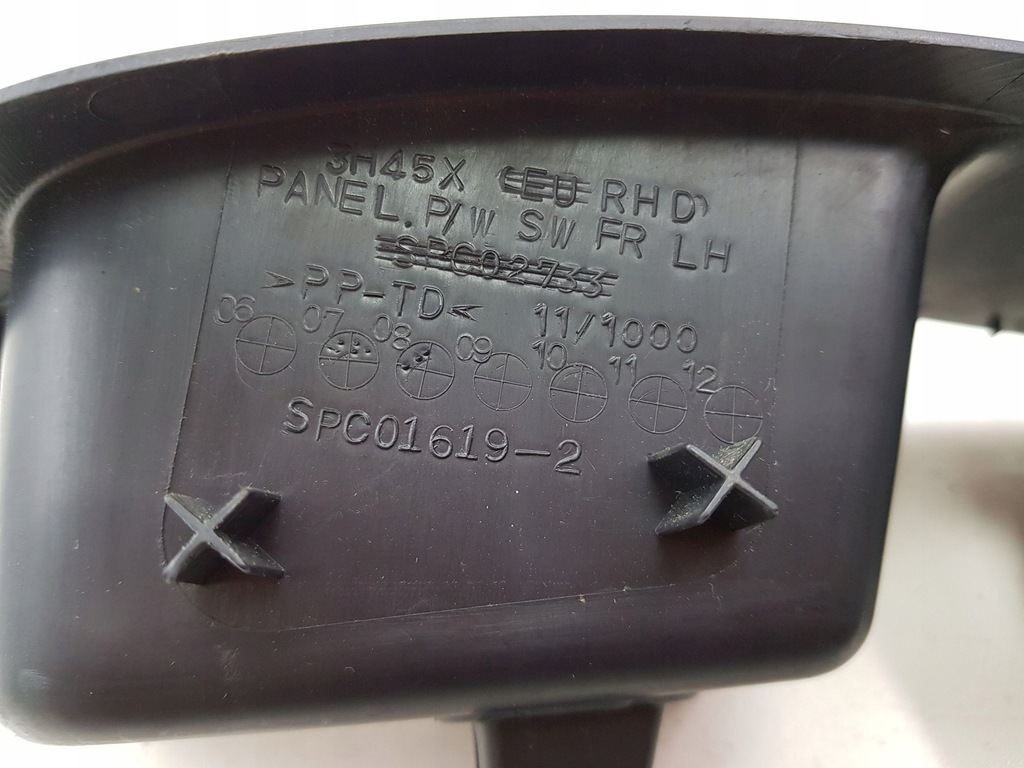 3H45X (EU RHD)
PANEL. P/W SW FR LH
SPC02733
>PP-TD< 11/1000
06 07 08 09 10 11 12
SPC01619-2